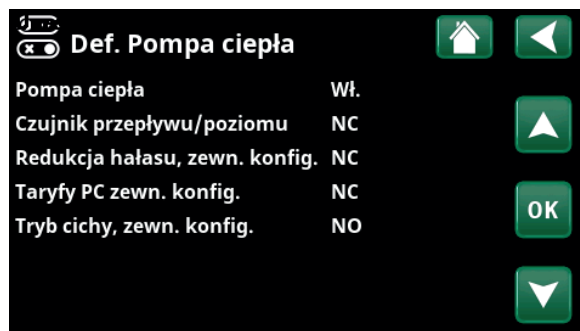 Def. Pompa ciepła
Pompa ciepła Wł.
Czujnik przepływu/poziomu NC
Redukcja hałasu, zewn. konfig. NC
Taryfy PC zewn. konfig. NC
Tryb cichy, zewn. konfig. NO
OK